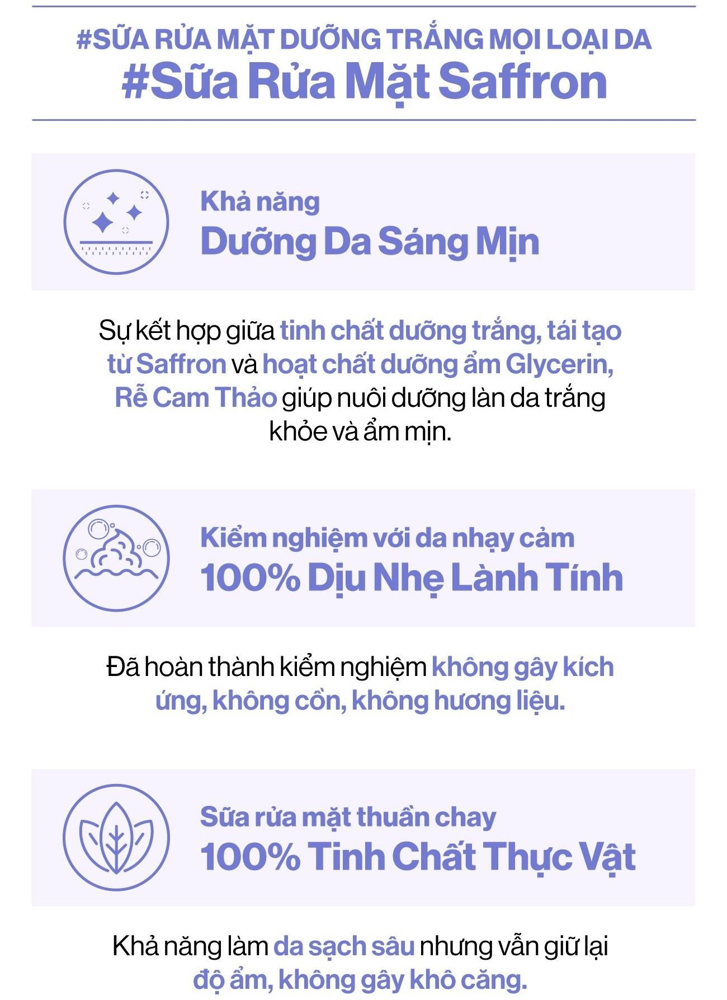 #SỮA RỬA MẶT DƯỠNG TRẮNG MỌI LOẠI DA
#Sữa Rửa Mặt Saffron
Khả năng
Dưỡng Da Sáng Mịn
Sự kết hợp giữa tinh chất dưỡng trắng, tái tạo
từ Saffron và hoạt chất dưỡng ẩm Glycerin,
Rễ Cam Thảo giúp nuôi dưỡng làn da trắng
khỏe và ẩm mịn.
Kiểm nghiệm với da nhạy cảm
100% Dịu Nhẹ Lành Tính
Đã hoàn thành kiểm nghiệm không gây kích
ứng, không cồn, không hương liệu.
Sữa rửa mặt thuần chay
100% Tinh Chất Thực Vật
Khả năng làm da sạch sâu nhưng vẫn giữ lại
độ ẩm, không gây khô căng.